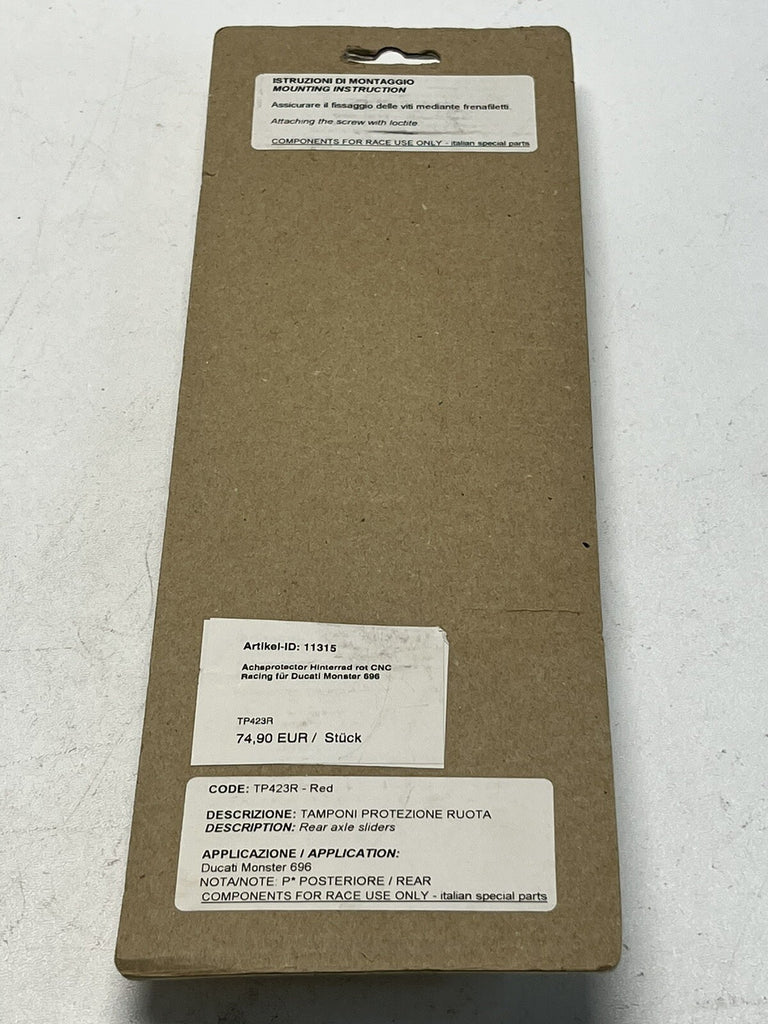 ISTRUZIONI DI MONTAGGIO
MOUNTING INSTRUCTION
Assicurare il fissaggio delle viti mediante frenafiletti.
Attaching the screw with loctite
COMPONENTS FOR RACE USE ONLY - italian special parts
Artikel-ID: 11315
Achsprotector Hinterrad rot CNC
Racing für Ducati Monster 696
TP423R
74,90 EUR / Stück
CODE: TP423R - Red
DESCRIZIONE: TAMPONI PROTEZIONE RUOTA
DESCRIPTION: Rear axle sliders
APPLICAZIONE / APPLICATION:
Ducati Monster 696
NOTA/NOTE: P* POSTERIORE / REAR
COMPONENTS FOR RACE USE ONLY - italian special parts